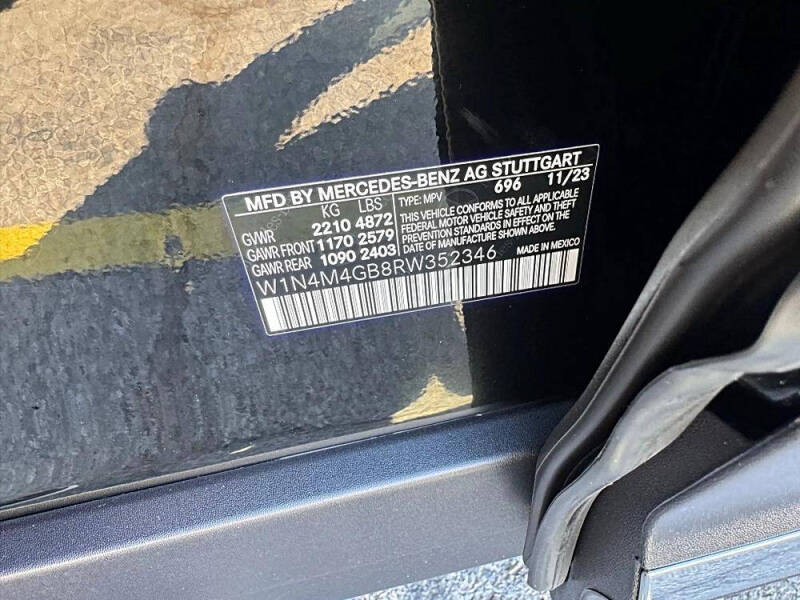 MFD BY MERCEDES-BENZ AG STUTTGART
696 11/23
KG LBS
GVWR 2210 4872
GAWR FRONT 1170 2579
GAWR REAR 1090 2403
TYPE: MPV
THIS VEHICLE CONFORMS TO ALL APPLICABLE
FEDERAL MOTOR VEHICLE SAFETY AND THEFT
PREVENTION STANDARDS IN EFFECT ON THE
DATE OF MANUFACTURE SHOWN ABOVE.
MADE IN MEXICO
W1N4M4GB8RW352346